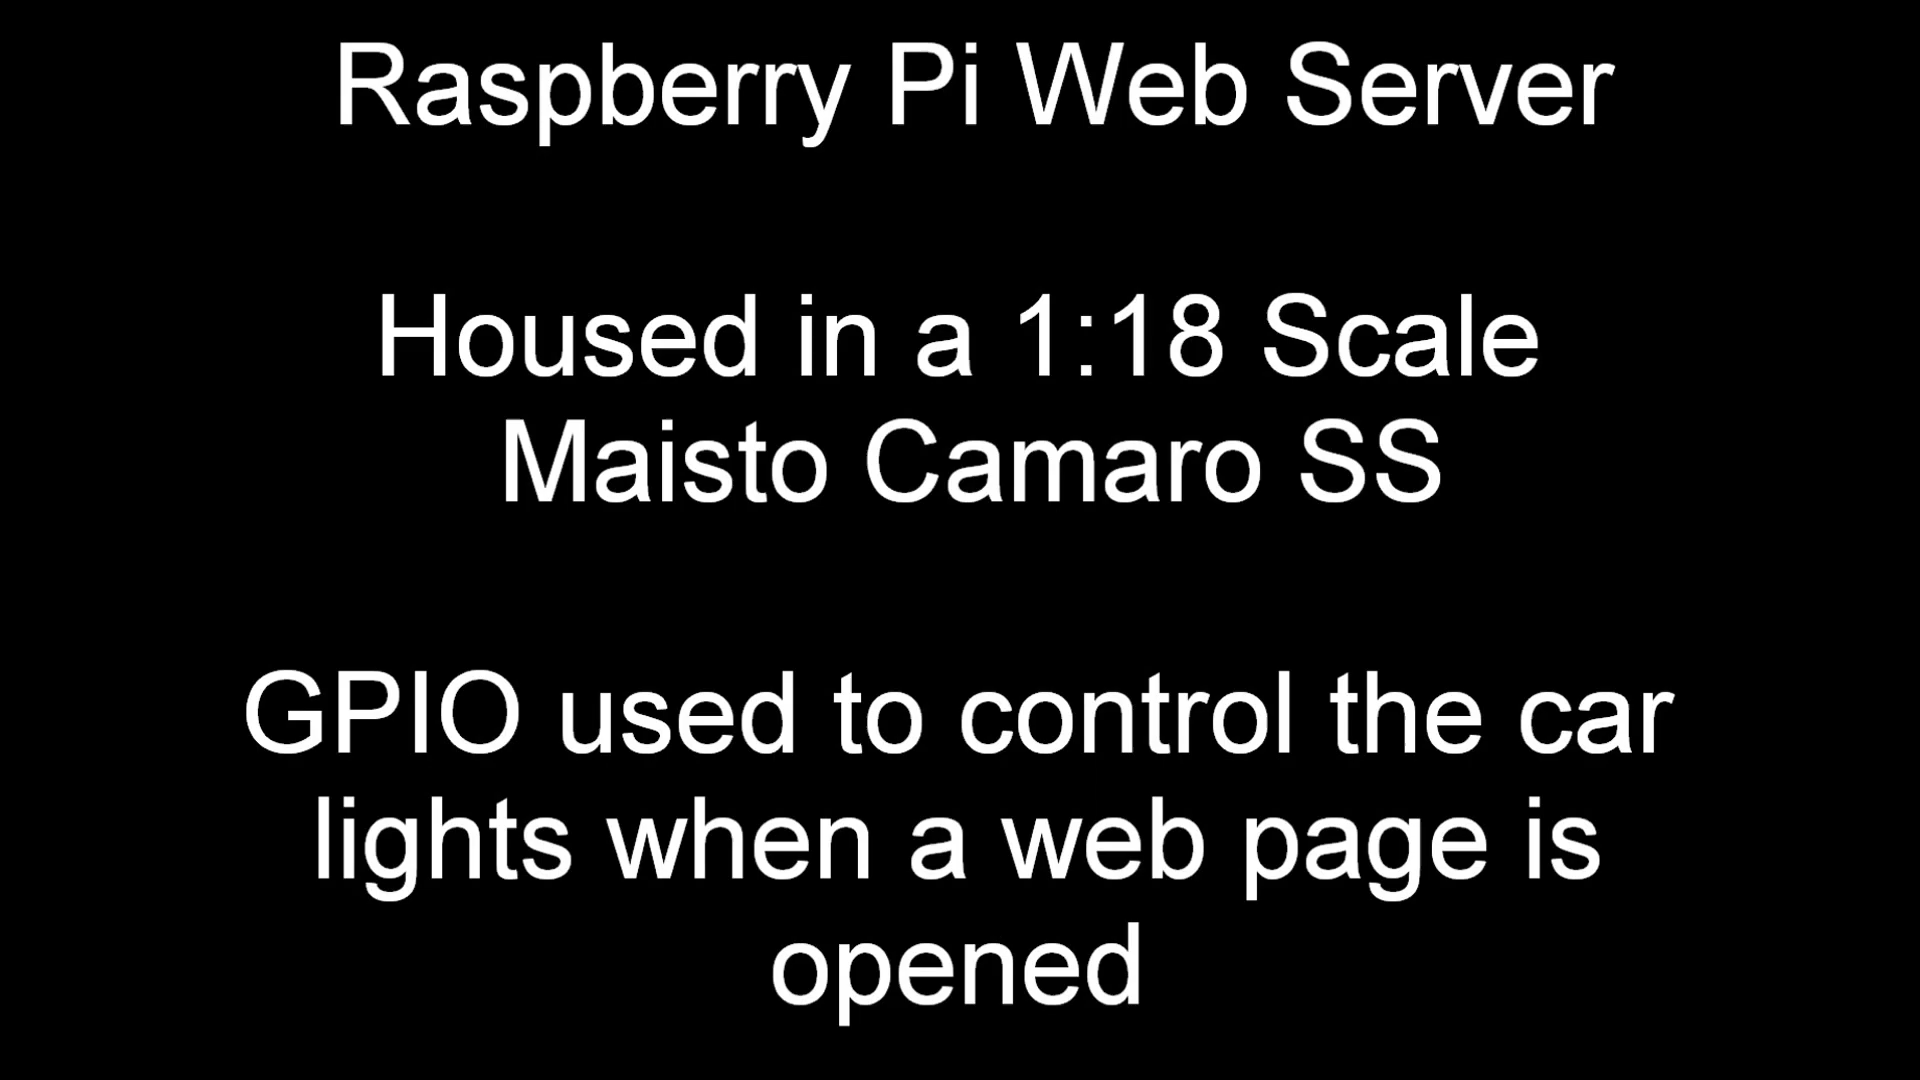 Raspberry Pi Web Server
Housed in a 1:18 Scale
Maisto Camaro SS
GPIO used to control the car
lights when a web page is
opened